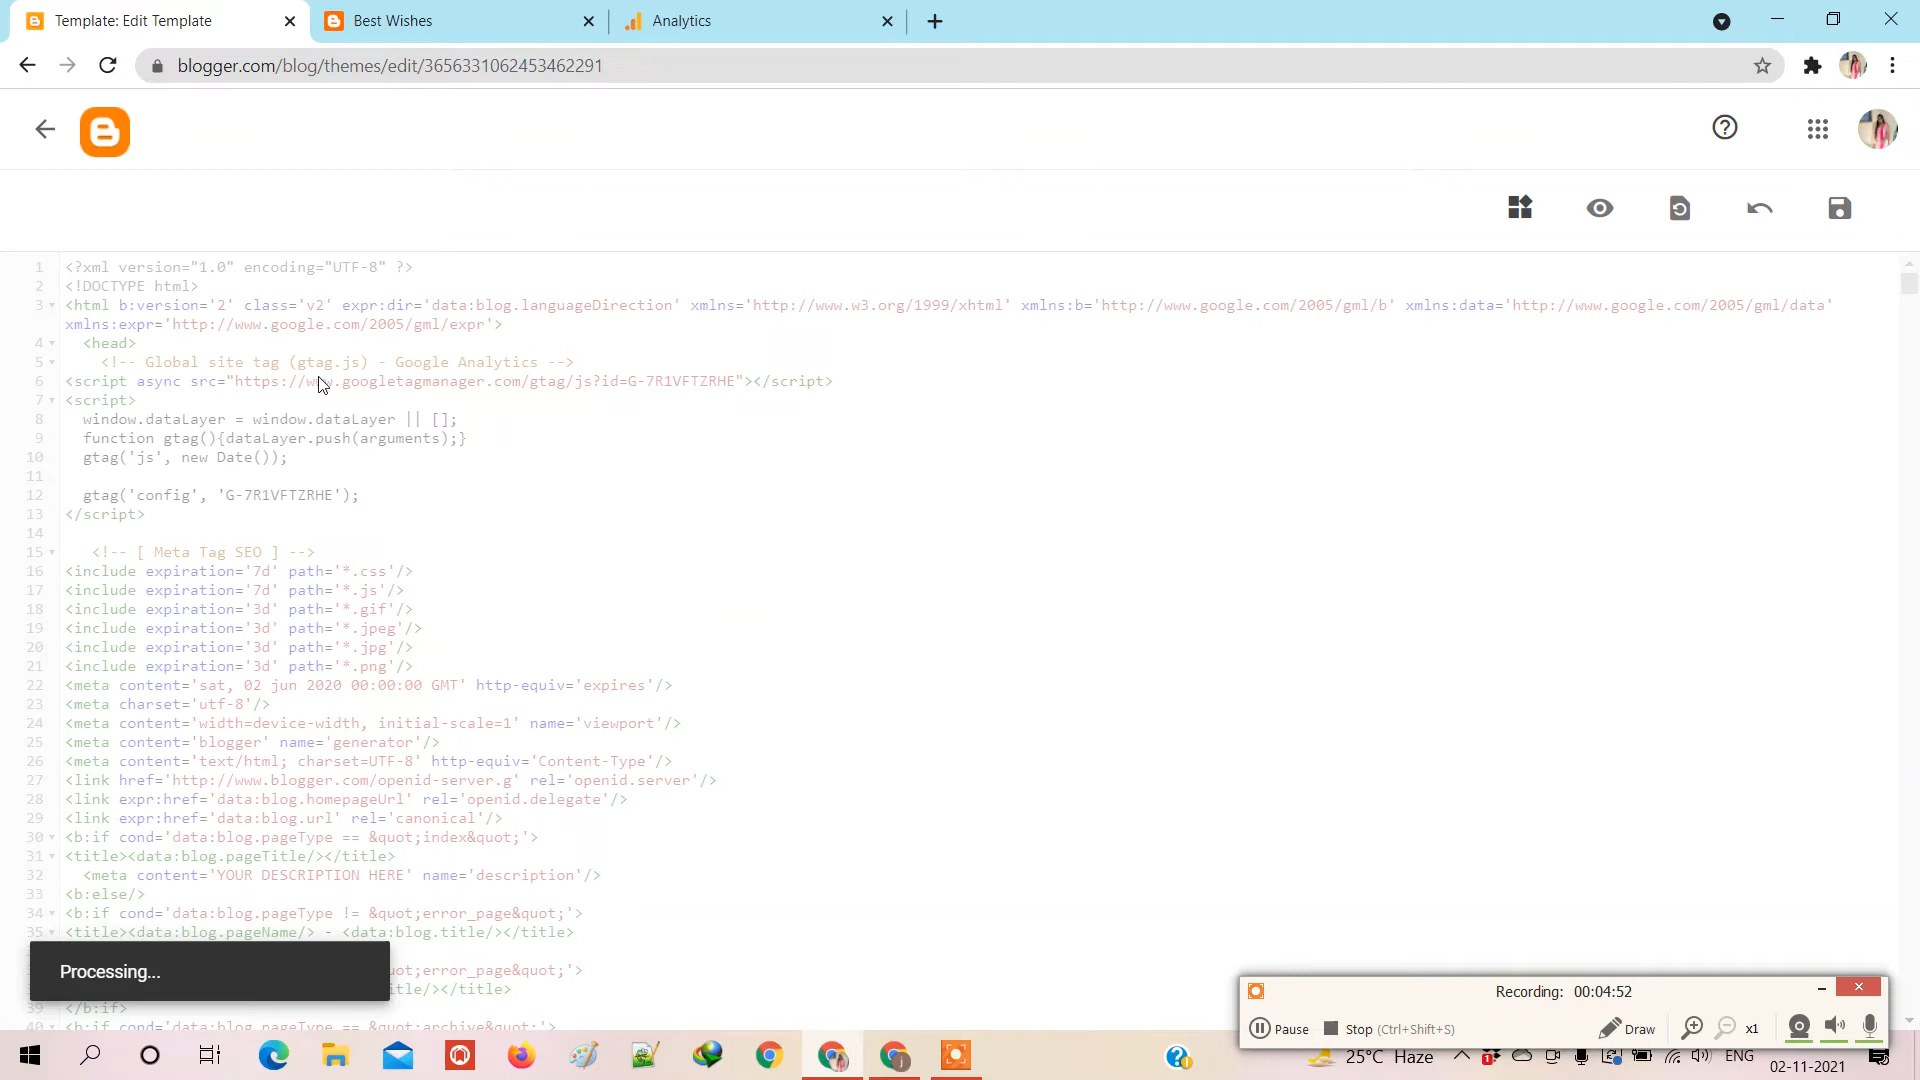 Template: Edit Template
Best Wishes
Analytics
blogger.com/blog/themes/edit/3656331062453462291
1 <?xml version="1.0" encoding="UTF-8" ?>
2 <!DOCTYPE html>
3 <html b:version='2' class='v2' expr:dir='data:blog.languageDirection' xmlns='http://www.w3.org/1999/xhtml' xmlns:b='http://www.google.com/2005/gml/b' xmlns:data='http://www.google.com/2005/gml/data'
xmlns:expr='http://www.google.com/2005/gml/expr'>
4 <head>
5 <!-- Global site tag (gtag.js) - Google Analytics -->
6 <script async src="https://www.googletagmanager.com/gtag/js?id=G-7R1VFTZRHE"></script>
7 <script>
8 window.dataLayer = window.dataLayer || [];
9 function gtag(){dataLayer.push(arguments);}
10 gtag('js', new Date());
11
12 gtag('config', 'G-7R1VFTZRHE');
13 </script>
14
15 <!-- [ Meta Tag SEO ] -->
16 <include expiration='7d' path='*.css'/>
17 <include expiration='7d' path='*.js'/>
18 <include expiration='3d' path='*.gif'/>
19 <include expiration='3d' path='*.jpeg'/>
20 <include expiration='3d' path='*.jpg'/>
21 <include expiration='3d' path='*.png'/>
22 <meta content='sat, 02 jun 2020 00:00:00 GMT' http-equiv='expires'/>
23 <meta charset='utf-8'/>
24 <meta content='width=device-width, initial-scale=1' name='viewport'/>
25 <meta content='blogger' name='generator'/>
26 <meta content='text/html; charset=UTF-8' http-equiv='Content-Type'/>
27 <link href='http://www.blogger.com/openid-server.g' rel='openid.server'/>
28 <link expr:href='data:blog.homepageUrl' rel='openid.delegate'/>
29 <link expr:href='data:blog.url' rel='canonical'/>
30 <b:if cond='data:blog.pageType == &quot;index&quot;'>
31 <title><data:blog.pageTitle/></title>
32 <meta content='YOUR DESCRIPTION HERE' name='description'/>
33 <b:else/>
34 <b:if cond='data:blog.pageType != &quot;error_page&quot;'>
35 <title><data:blog.pageName/> - <data:blog.title/></title>
Processing...
uot;error_page&quot;'>
itle/></title>
39 </b:if>
40 <b:if cond='data:blog.pageType == &quot;archive&quot;'>
Recording: 00:04:52
Pause
Stop (Ctrl+Shift+S)
Draw
x1
25°C Haze
ENG
02-11-2021